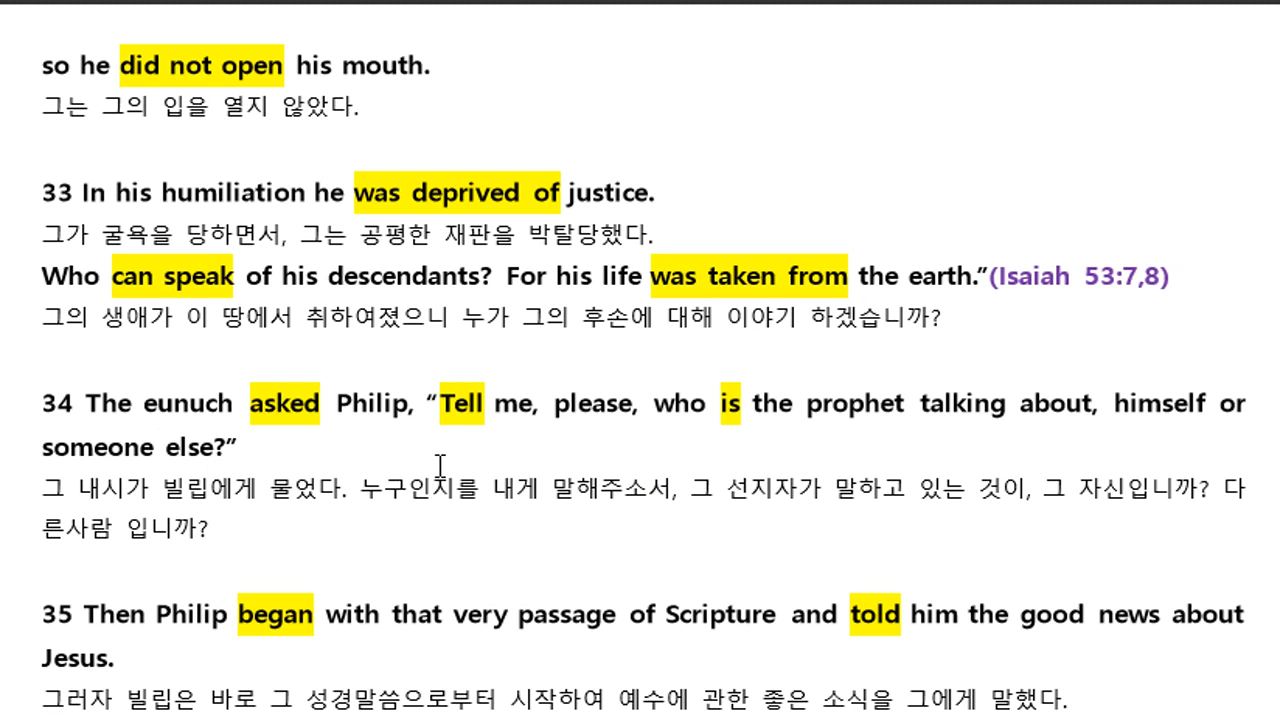 so he did not open his mouth.
그는 그의 입을 열지 않았다.
33 In his humiliation he was deprived of justice.
그가 굴욕을 당하면서, 그는 공평한 재판을 박탈당했다.
Who can speak of his descendants? For his life was taken from the earth.”(Isaiah 53:7,8)
그의 생애가 이 땅에서 취하여졌으니 누가 그의 후손에 대해 이야기 하겠습니까?
34 The eunuch asked Philip, “Tell me, please, who is the prophet talking about, himself or
someone else?”
그 내시가 빌립에게 물었다. 누구인지를 내게 말해주소서, 그 선지자가 말하고 있는 것이, 그 자신입니까? 다
른사람 입니까?
35 Then Philip began with that very passage of Scripture and told him the good news about
Jesus.
그러자 빌립은 바로 그 성경말씀으로부터 시작하여 예수에 관한 좋은 소식을 그에게 말했다.